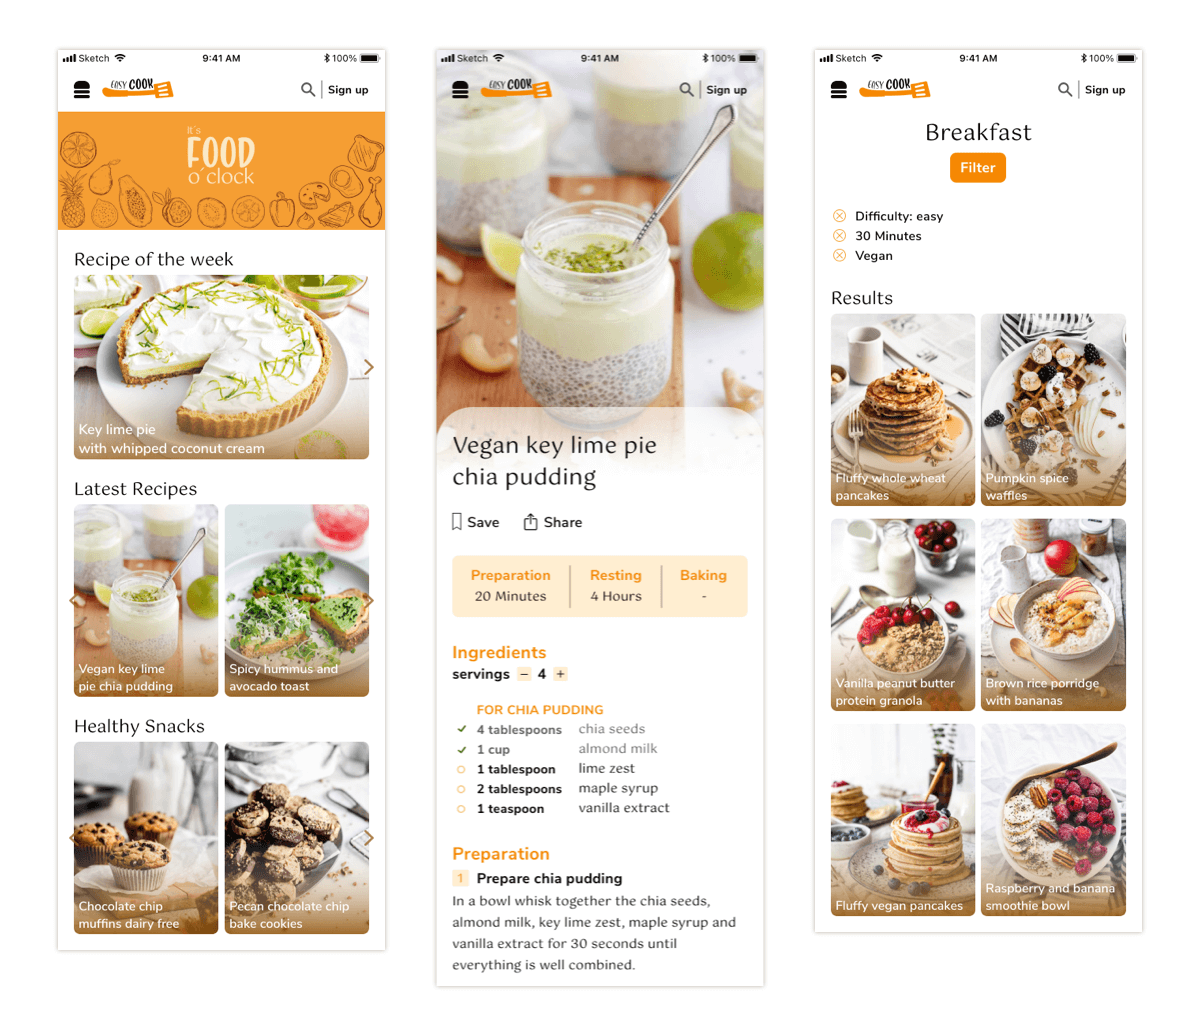 Sketch 9:41 AM 100%
EASY COOK Sign up
It's
FOOD
o´clock
Recipe of the week
Key lime pie
with whipped coconut cream
Latest Recipes
Vegan key lime
pie chia pudding
Spicy hummus and
avocado toast
Healthy Snacks
Chocolate chip
muffins dairy free
Pecan chocolate chip
bake cookies
Sketch 9:41 AM 100%
EASY COOK Sign up
Vegan key lime pie
chia pudding
Save Share
Preparation Resting Baking
20 Minutes 4 Hours -
Ingredients
servings − 4 +
FOR CHIA PUDDING
4 tablespoons chia seeds
1 cup almond milk
1 tablespoon lime zest
2 tablespoons maple syrup
1 teaspoon vanilla extract
Preparation
1 Prepare chia pudding
In a bowl whisk together the chia seeds,
almond milk, key lime zest, maple syrup and
vanilla extract for 30 seconds until
everything is well combined.
Sketch 9:41 AM 100%
EASY COOK Sign up
Breakfast
Filter
Difficulty: easy
30 Minutes
Vegan
Results
Fluffy whole wheat
pancakes
Pumpkin spice
waffles
Vanilla peanut butter
protein granola
Brown rice porridge
with bananas
Fluffy vegan pancakes
Raspberry and banana
smoothie bowl